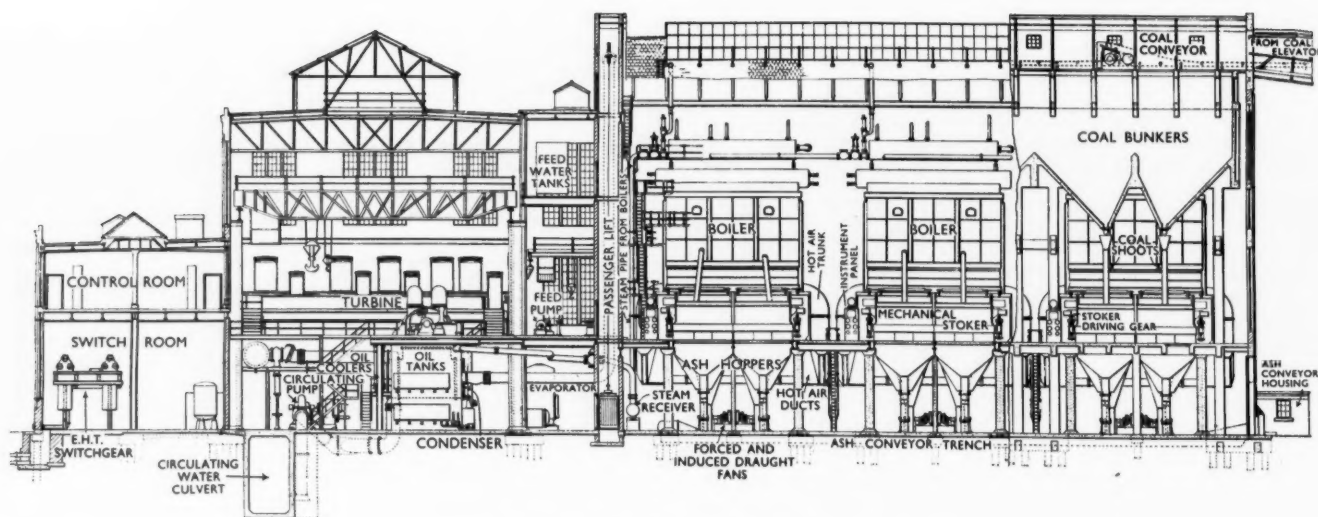 COAL
CONVEYOR
FROM COAL
ELEVATOR
COAL BUNKERS
FEED
WATER
TANKS
PASSENGER LIFT
STEAM PIPE FROM BOILERS
BOILER
HOT AIR
TRUNK
INSTRUMENT
PANEL
BOILER
COAL
SHOOTS
CONTROL ROOM
TURBINE
FEED
PUMP
MECHANICAL
STOKER
STOKER
DRIVING GEAR
SWITCH ROOM
OIL
COOLERS
CIRCULATING
PUMP
OIL
TANKS
EVAPORATOR
ASH HOPPERS
STEAM
RECEIVER
HOT AIR
DUCTS
ASH
CONVEYOR
HOUSING
E.H.T.
SWITCHGEAR
CONDENSER
FORCED AND
INDUCED DRAUGHT
FANS
ASH CONVEYOR TRENCH
CIRCULATING
WATER
CULVERT